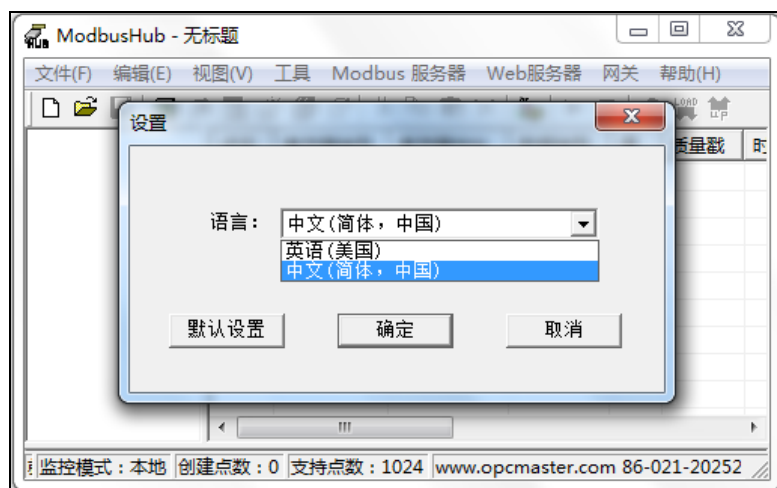 ModbusHub - 无标题
文件(F) 编辑(E) 视图(V) 工具 Modbus 服务器 Web服务器 网关 帮助(H)
设置
质量戳
语言：
中文(简体，中国)
英语(美国)
中文(简体，中国)
默认设置 确定 取消
监控模式：本地 创建点数：0 支持点数：1024 www.opcmaster.com 86-021-20252